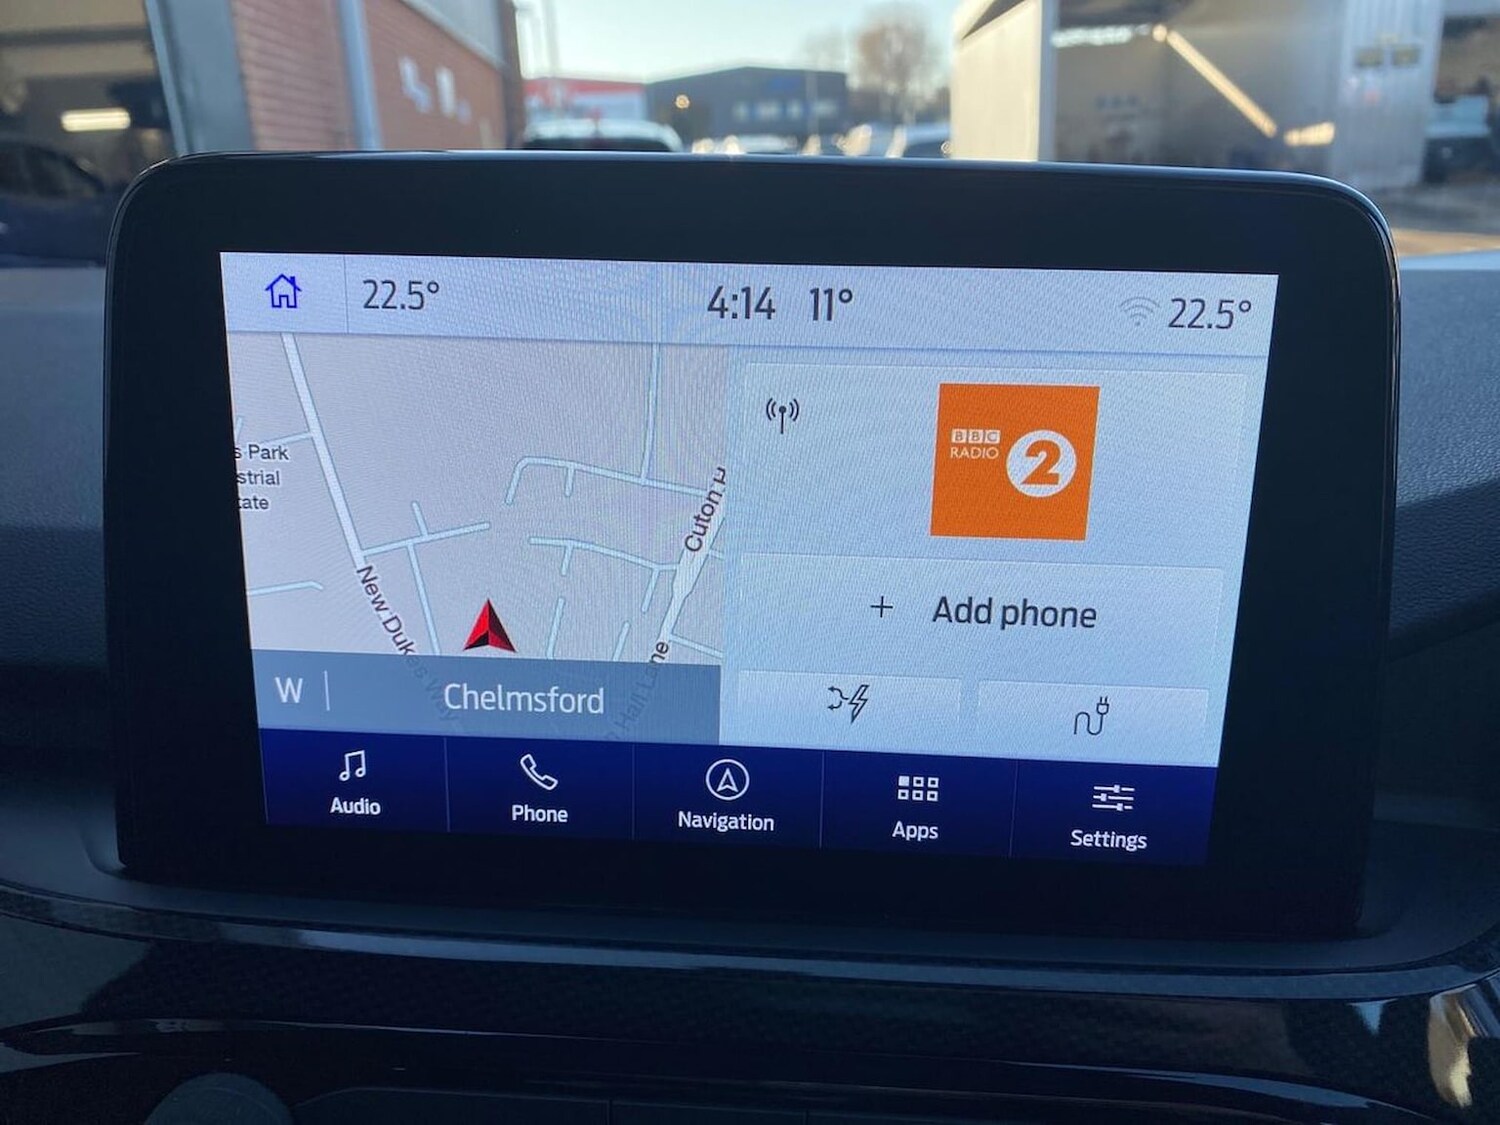 22.5°
4:14 11°
22.5°
s Park
strial
tate
New Dukes Way
Cuton
Hall Lane
W
Chelmsford
BBC
RADIO
2
+ Add phone
Audio
Phone
Navigation
Apps
Settings